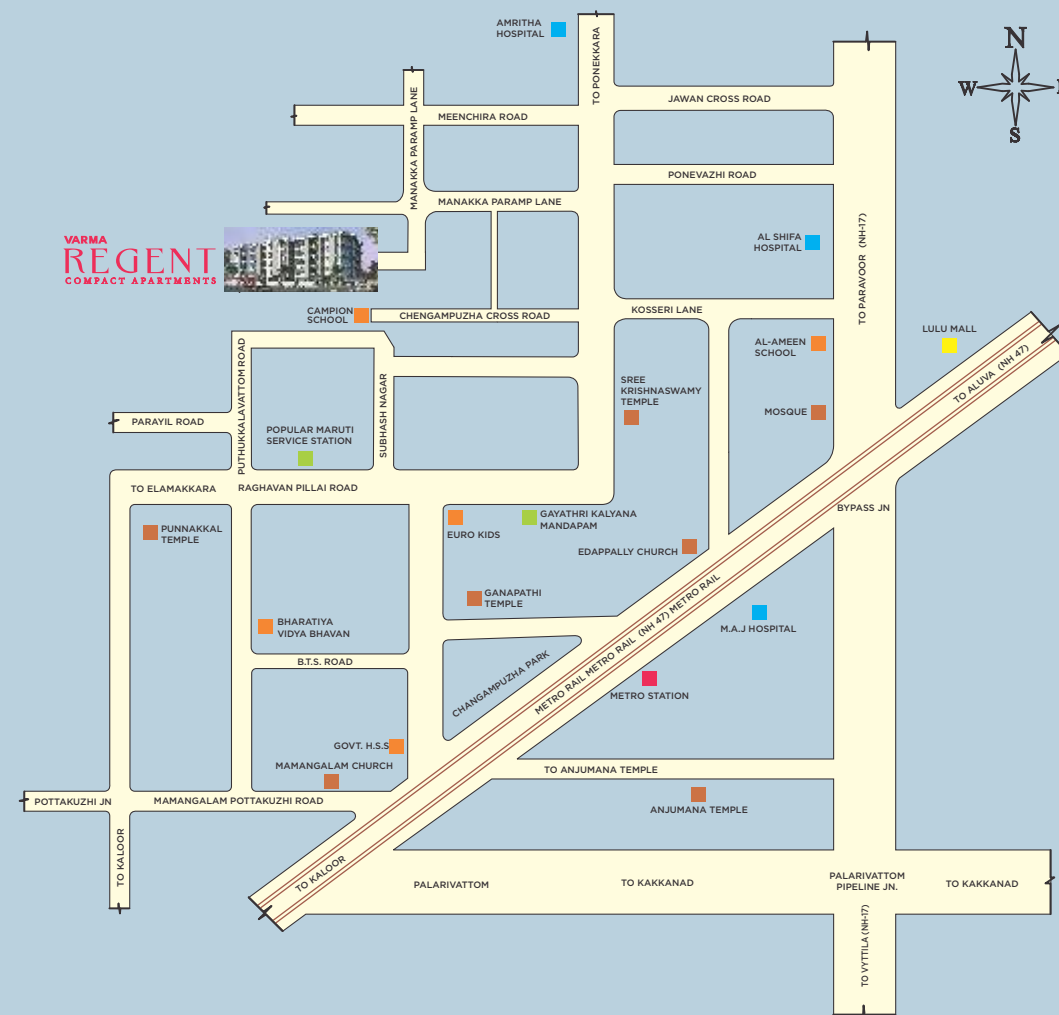 AMRITHA
HOSPITAL
TO PONEKKARA
N
W
S
JAWAN CROSS ROAD
MEENCHIRA ROAD
MANAKKA PARAMP LANE
PONEVAZHI ROAD
MANAKKA PARAMP LANE
VARMA
REGENT
COMPACT APARTMENTS
AL SHIFA
HOSPITAL
TO PARAVOOR (NH-17)
CAMPION
SCHOOL
CHENGAMPUZHA CROSS ROAD
KOSSERI LANE
LULU MALL
AL-AMEEN
SCHOOL
TO ALUVA (NH 47)
PUTHUKKALAVATTOM ROAD
SUBHASH NAGAR
SREE
KRISHNASWAMY
TEMPLE
MOSQUE
PARAYIL ROAD
POPULAR MARUTI
SERVICE STATION
TO ELAMAKKARA
RAGHAVAN PILLAI ROAD
BYPASS JN
PUNNAKKAL
TEMPLE
EURO KIDS
GAYATHRI KALYANA
MANDAPAM
EDAPPALLY CHURCH
GANAPATHI
TEMPLE
BHARATIYA
VIDYA BHAVAN
M.A.J HOSPITAL
METRO RAIL METRO RAIL (NH 47) METRO RAIL
B.T.S. ROAD
CHANGAMPUZHA PARK
METRO STATION
GOVT. H.S.S
MAMANGALAM CHURCH
TO ANJUMANA TEMPLE
POTTAKUZHI JN
MAMANGALAM POTTAKUZHI ROAD
ANJUMANA TEMPLE
TO KALOOR
TO KALOOR
PALARIVATTOM
TO KAKKANAD
PALARIVATTOM
PIPELINE JN.
TO KAKKANAD
TO VYTTILA (NH-17)